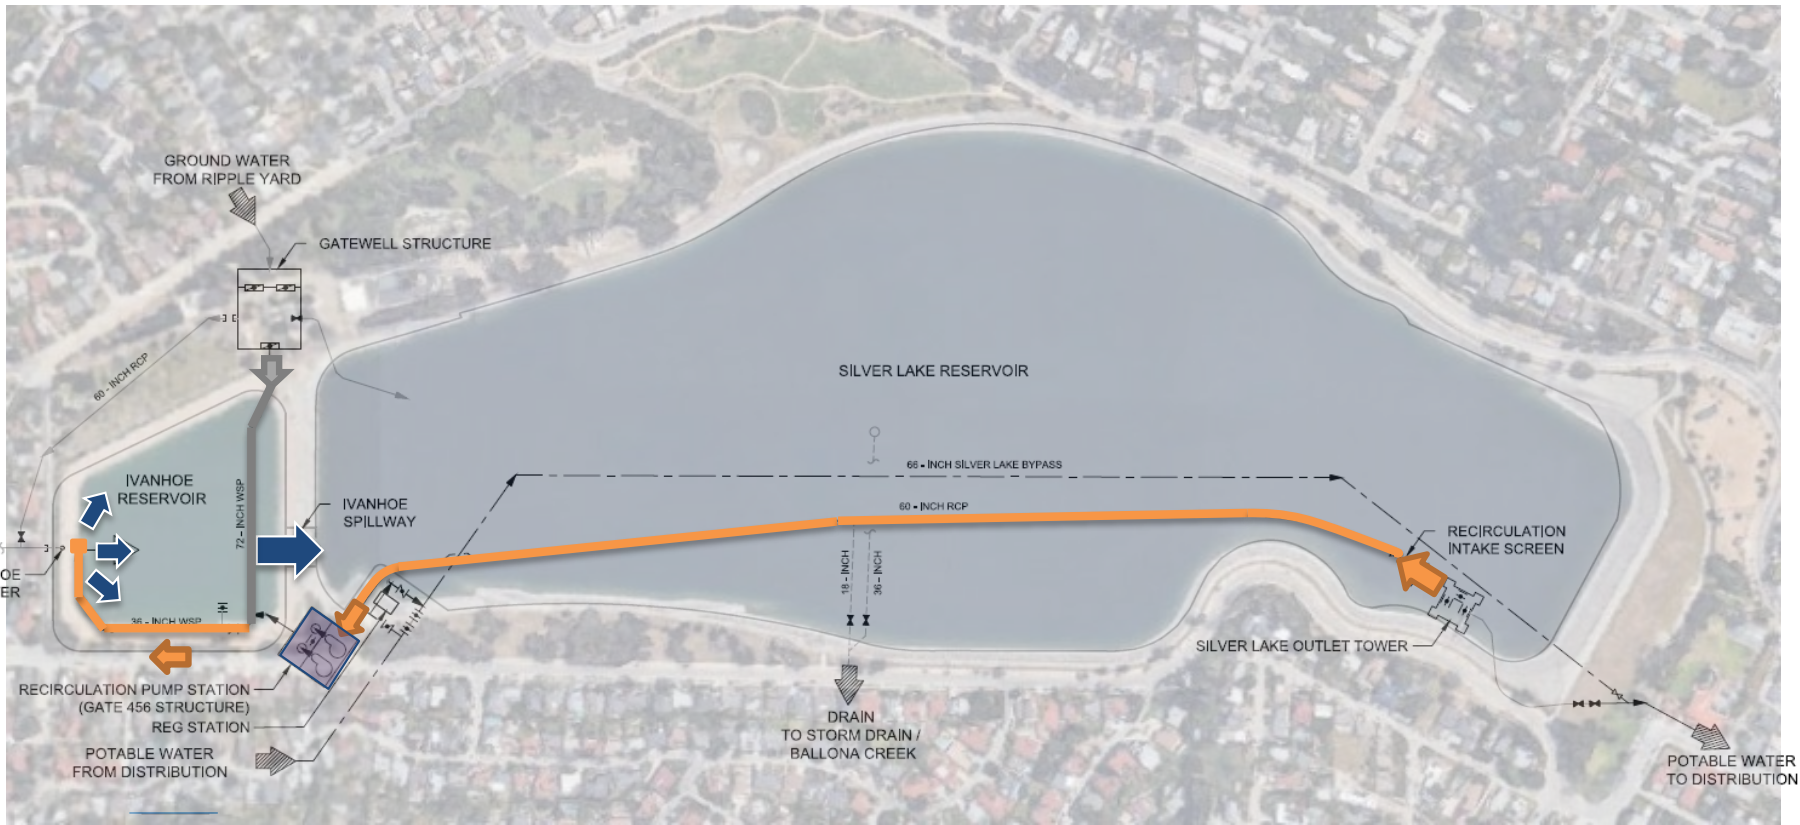 GROUND WATER
FROM RIPPLE YARD
GATEWELL STRUCTURE
60 - INCH RCP
SILVER LAKE RESERVOIR
IVANHOE
RESERVOIR
72 - INCH WSP
IVANHOE
SPILLWAY
66 - INCH SILVER LAKE BYPASS
60 - INCH RCP
RECIRCULATION
INTAKE SCREEN
OE
ER
18 - INCH
36 - INCH
36 - INCH WSP
SILVER LAKE OUTLET TOWER
RECIRCULATION PUMP STATION
(GATE 456 STRUCTURE)
REG STATION
POTABLE WATER
FROM DISTRIBUTION
DRAIN
TO STORM DRAIN /
BALLONA CREEK
POTABLE WATER
TO DISTRIBUTION